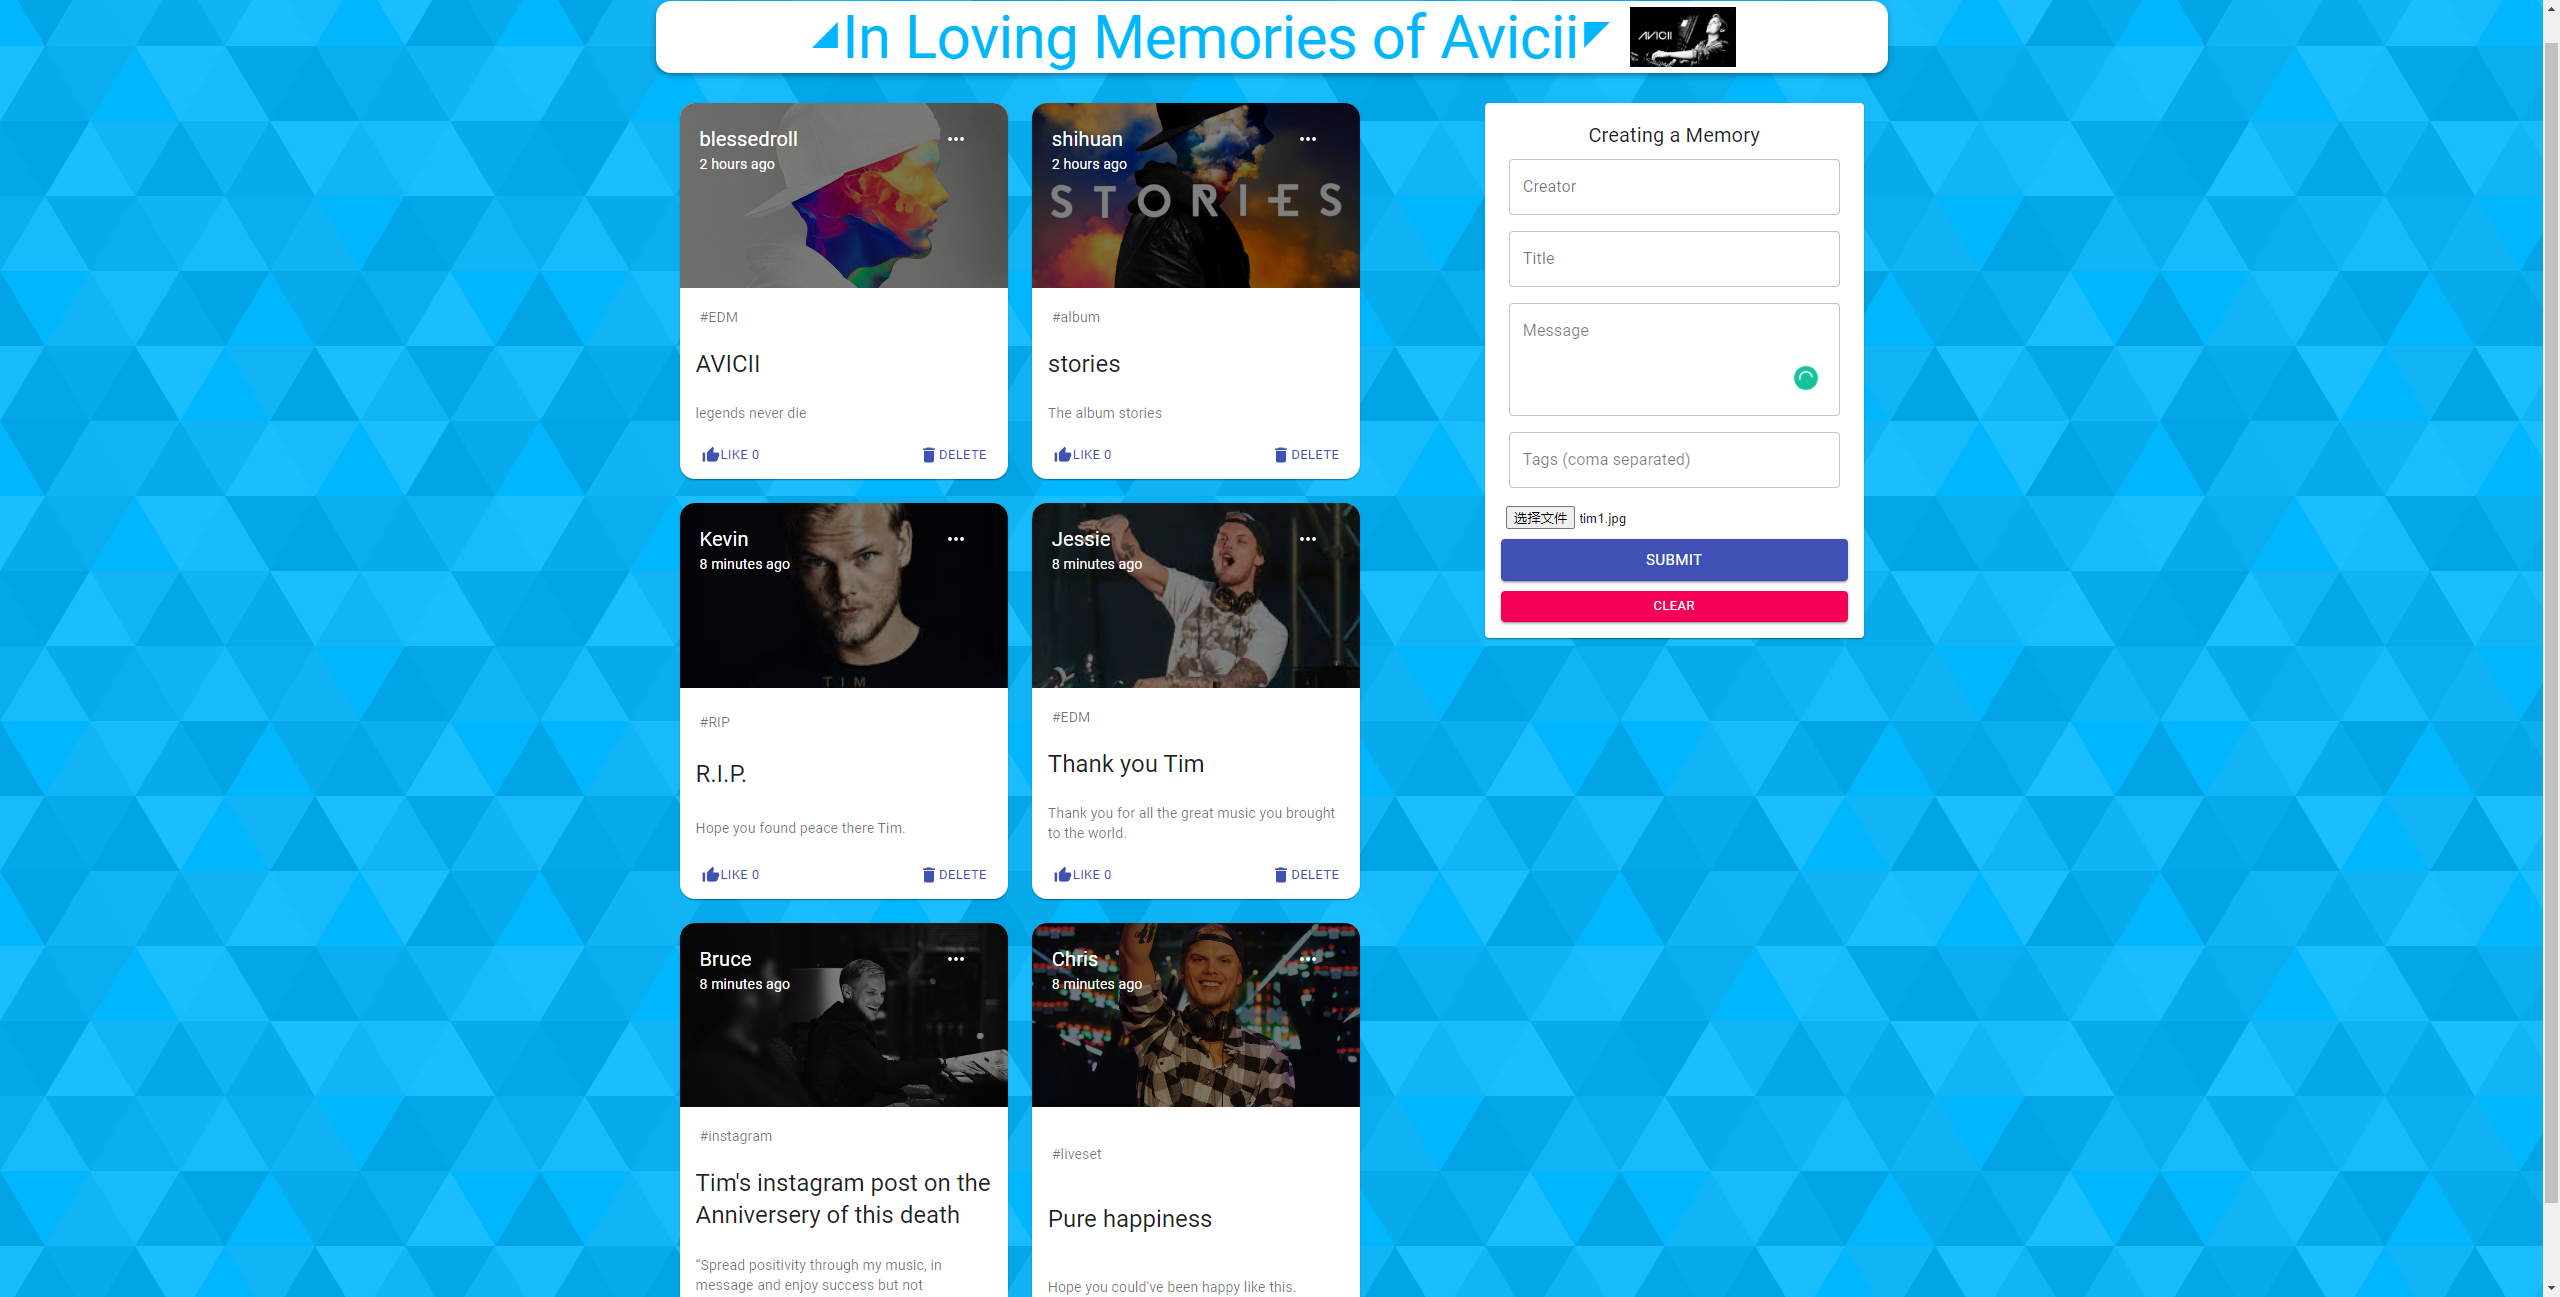 ◢In Loving Memories of Avicii◤
AVICII
blessedroll
2 hours ago
#EDM
AVICII
legends never die
LIKE 0
DELETE
shihuan
2 hours ago
STORIES
#album
stories
The album stories
LIKE 0
DELETE
Kevin
8 minutes ago
TIM
#RIP
R.I.P.
Hope you found peace there Tim.
LIKE 0
DELETE
Jessie
8 minutes ago
#EDM
Thank you Tim
Thank you for all the great music you brought
to the world.
LIKE 0
DELETE
Bruce
8 minutes ago
#instagram
Tim's instagram post on the
Anniversery of this death
“Spread positivity through my music, in
message and enjoy success but not
Chris
8 minutes ago
#liveset
Pure happiness
Hope you could've been happy like this.
Creating a Memory
Creator
Title
Message
Tags (coma separated)
选择文件 tim1.jpg
SUBMIT
CLEAR